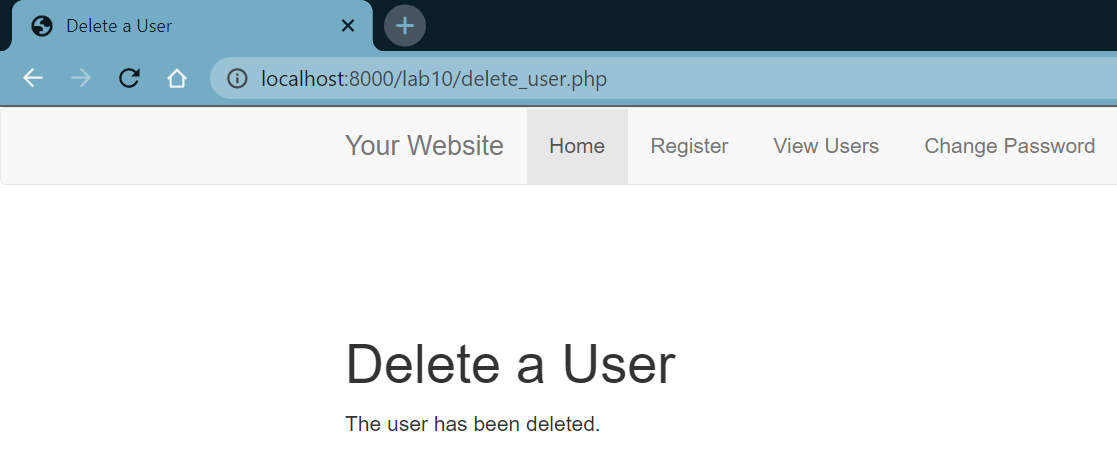 Delete a User
localhost:8000/lab10/delete_user.php
Your Website Home Register View Users Change Password
Delete a User
The user has been deleted.